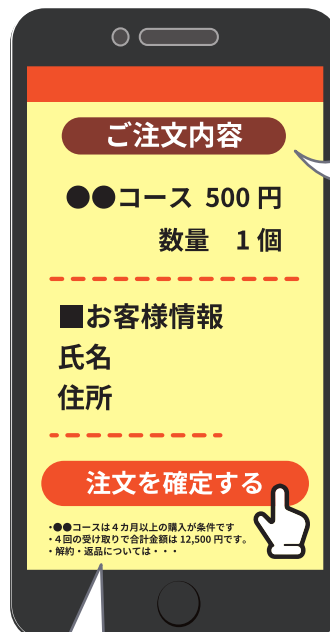 ご注文内容
●●コース 500 円
数量 1 個
■お客様情報
氏名
住所
注文を確定する
・●●コースは４カ月以上の購入が条件です
・４回の受け取りで合計金額は 12,500 円です。
・解約・返品については・・・